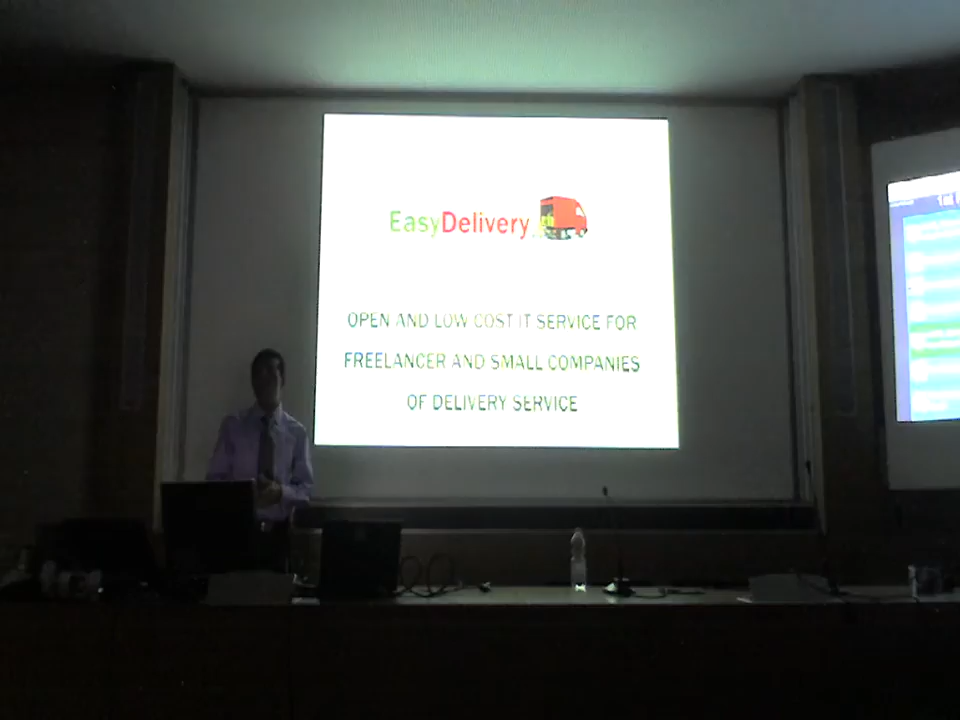 EasyDelivery
OPEN AND LOW COST IT SERVICE FOR
FREELANCER AND SMALL COMPANIES
OF DELIVERY SERVICE